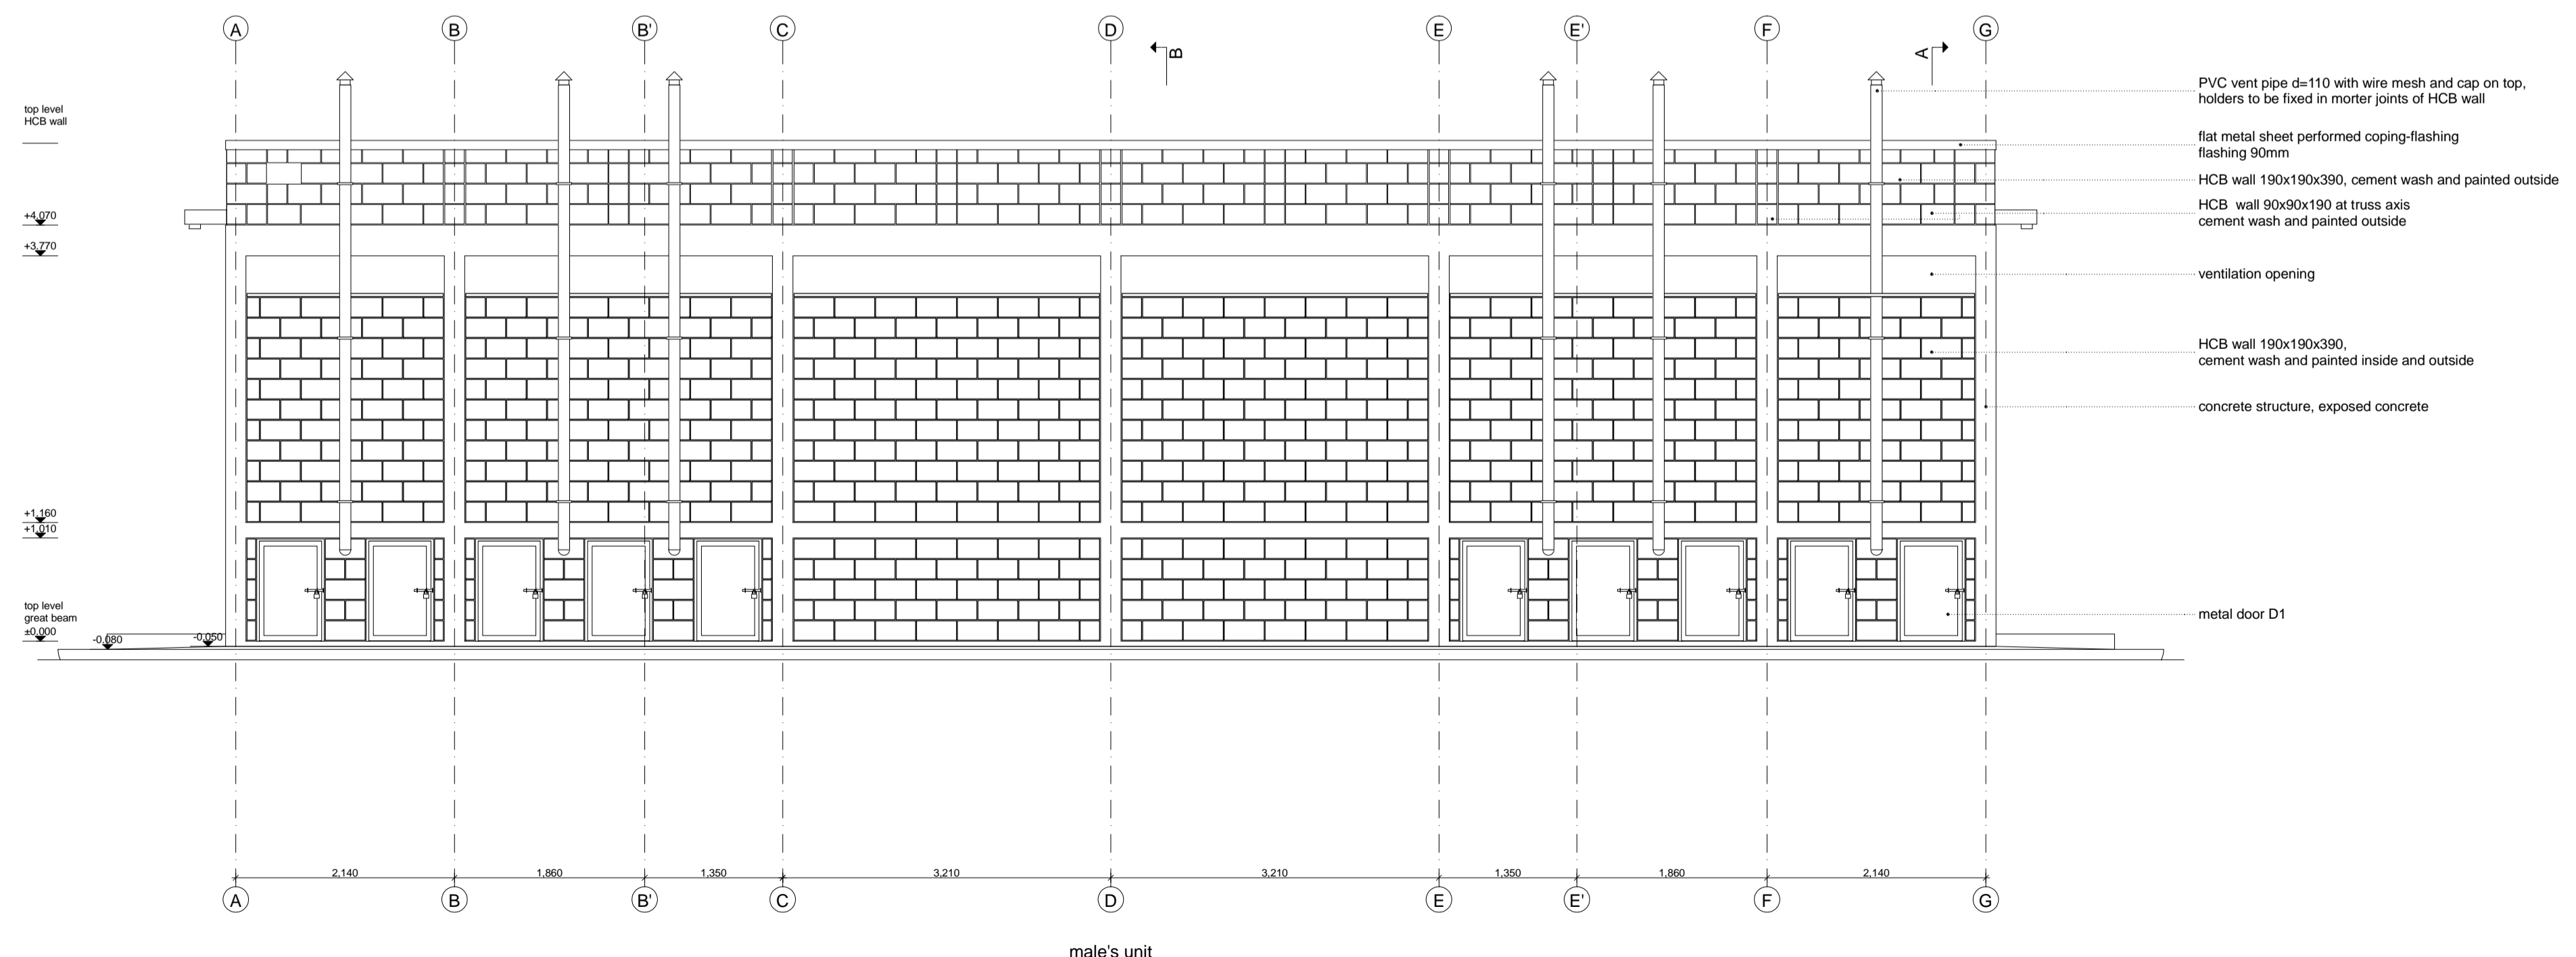 A B B' C D E E' F G
B A
PVC vent pipe d=110 with wire mesh and cap on top,
holders to be fixed in morter joints of HCB wall
top level
HCB wall
flat metal sheet performed coping-flashing
flashing 90mm
HCB wall 190x190x390, cement wash and painted outside
HCB wall 90x90x190 at truss axis
cement wash and painted outside
+4,070
+3,770
ventilation opening
HCB wall 190x190x390,
cement wash and painted inside and outside
concrete structure, exposed concrete
+1,160
+1,010
top level
great beam
±0,000
-0,080 -0,050
metal door D1
2,140 1,860 1,350 3,210 3,210 1,350 1,860 2,140
A B B' C D E E' F G
male's unit